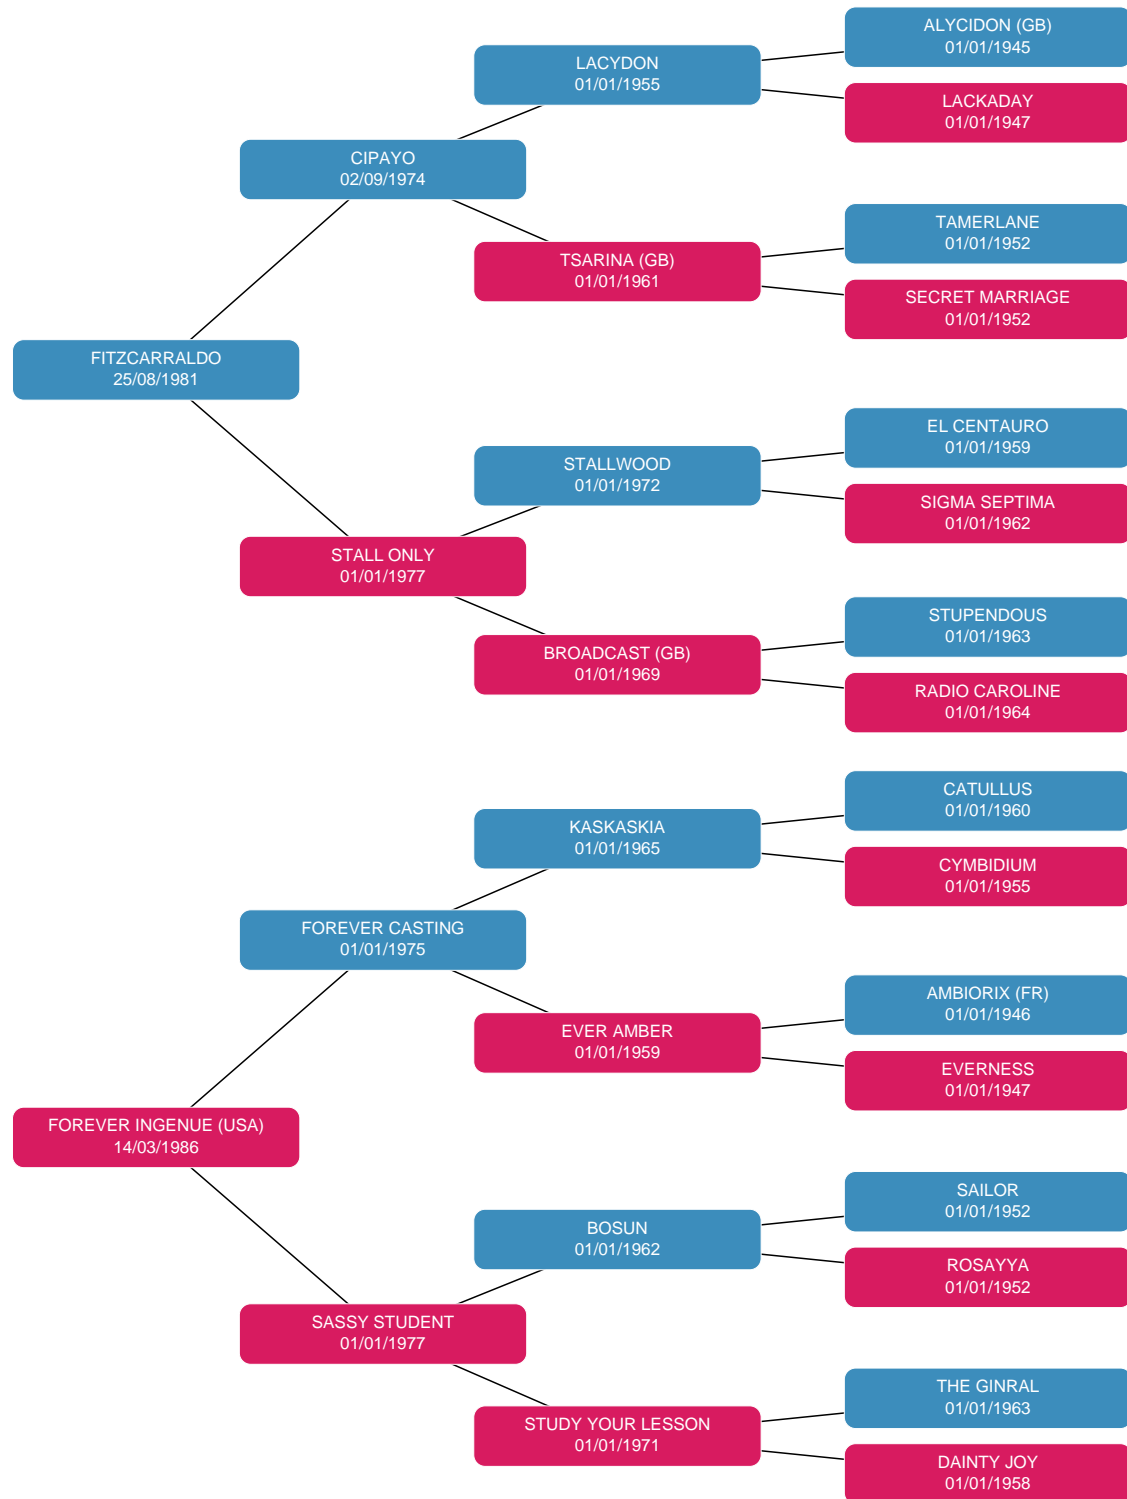 ALYCIDON (GB)
01/01/1945
LACYDON
01/01/1955
LACKADAY
01/01/1947
CIPAYO
02/09/1974
TAMERLANE
01/01/1952
TSARINA (GB)
01/01/1961
SECRET MARRIAGE
01/01/1952
FITZCARRALDO
25/08/1981
EL CENTAURO
01/01/1959
STALLWOOD
01/01/1972
SIGMA SEPTIMA
01/01/1962
STALL ONLY
01/01/1977
STUPENDOUS
01/01/1963
BROADCAST (GB)
01/01/1969
RADIO CAROLINE
01/01/1964
CATULLUS
01/01/1960
KASKASKIA
01/01/1965
CYMBIDIUM
01/01/1955
FOREVER CASTING
01/01/1975
AMBIORIX (FR)
01/01/1946
EVER AMBER
01/01/1959
EVERNESS
01/01/1947
FOREVER INGENUE (USA)
14/03/1986
SAILOR
01/01/1952
BOSUN
01/01/1962
ROSAYYA
01/01/1952
SASSY STUDENT
01/01/1977
THE GINRAL
01/01/1963
STUDY YOUR LESSON
01/01/1971
DAINTY JOY
01/01/1958